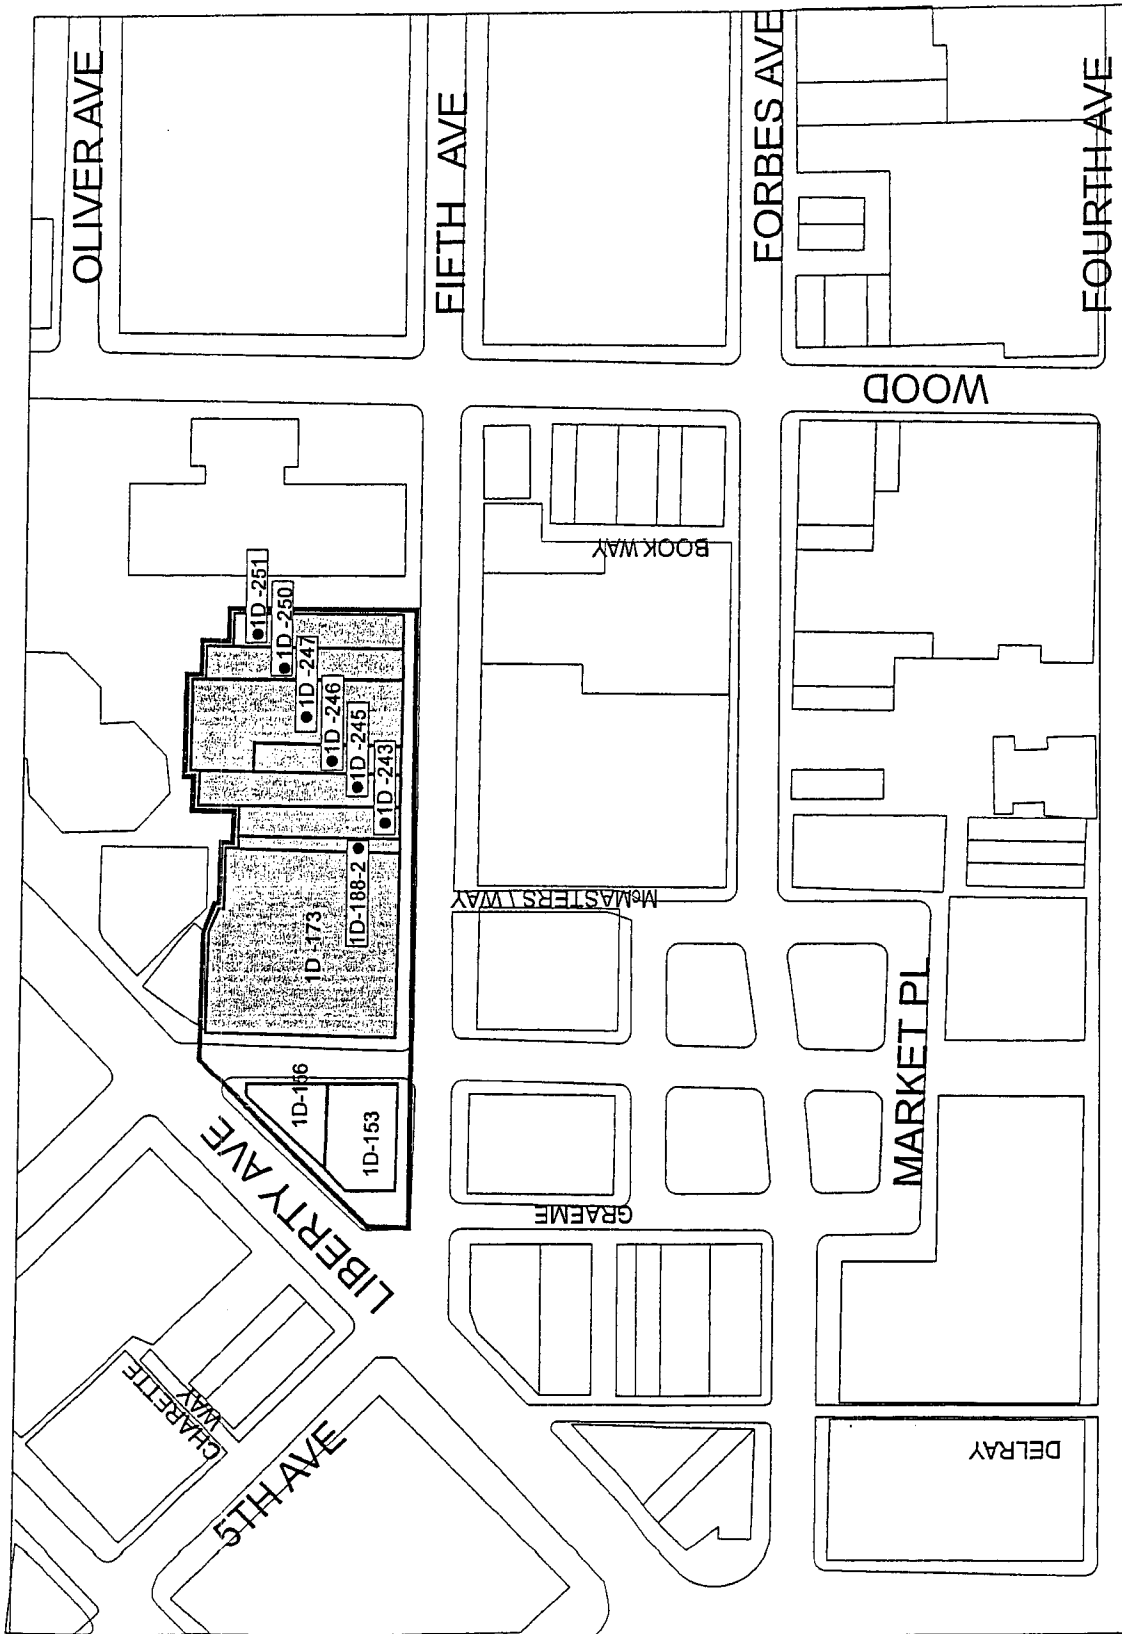 OLIVER AVE
FIFTH AVE
FORBES AVE
FOURTH AVE
WOOD
1D -251
1D -250
1D -247
1D -246
1D -245
1D -243
1D-188-2
1D -173
1D-156
1D-153
BOOK WAY
McMASTERS / WAY
MARKET PL
GRAEME
LIBERTY AVE
CHARETTE
WAY
5TH AVE
DELRAY